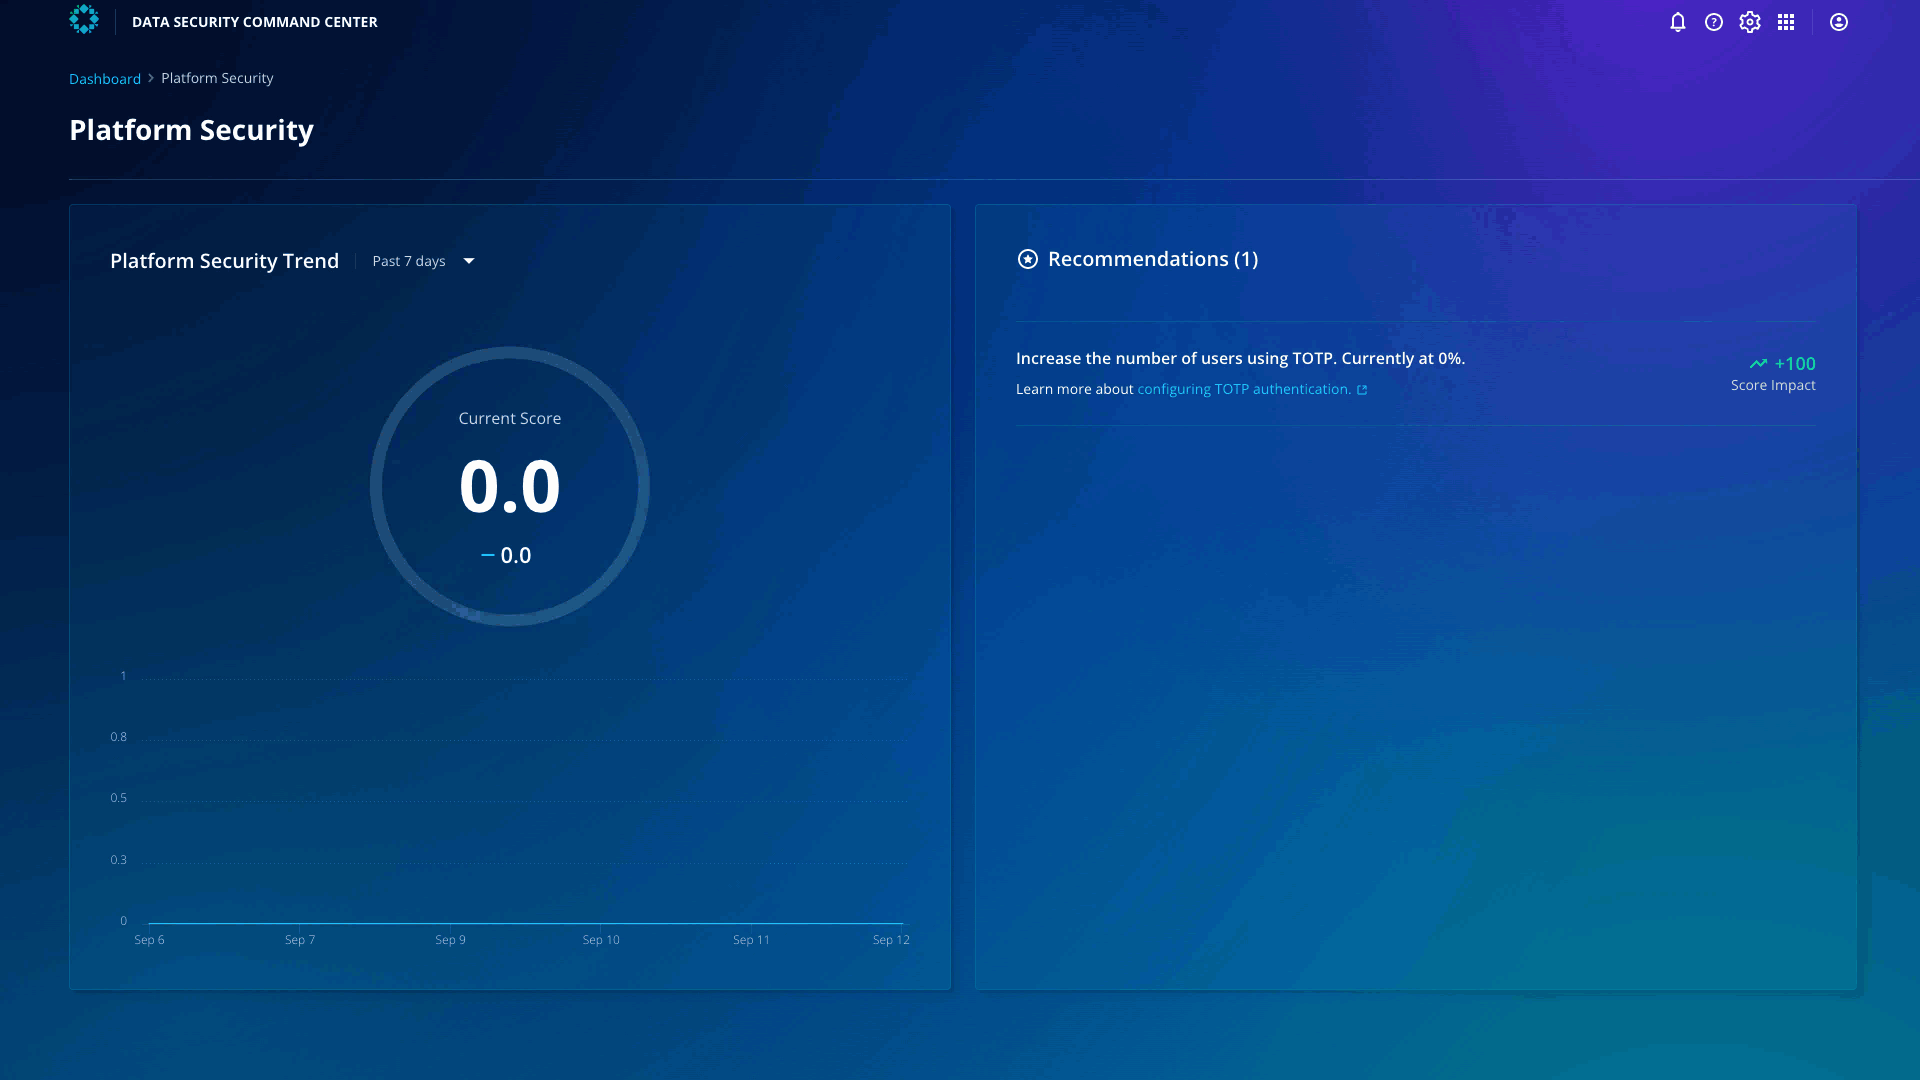 DATA SECURITY COMMAND CENTER
Dashboard > Platform Security
Platform Security
Platform Security Trend
Past 7 days
Current Score
0.0
– 0.0
1
0.8
0.5
0.3
0
Sep 6
Sep 7
Sep 9
Sep 10
Sep 11
Sep 12
Recommendations (1)
Increase the number of users using TOTP. Currently at 0%.
Learn more about configuring TOTP authentication.
+100
Score Impact